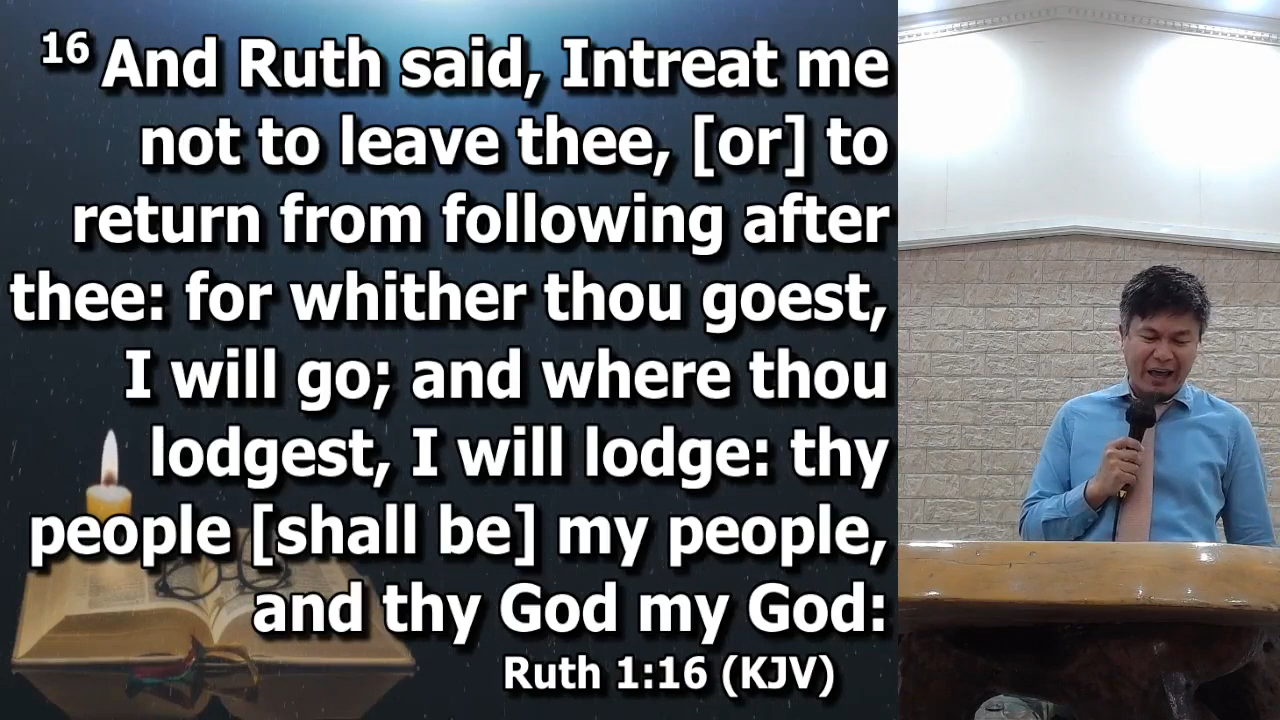 16 And Ruth said, Intreat me
not to leave thee, [or] to
return from following after
thee: for whither thou goest,
I will go; and where thou
lodgest, I will lodge: thy
people [shall be] my people,
and thy God my God:
Ruth 1:16 (KJV)